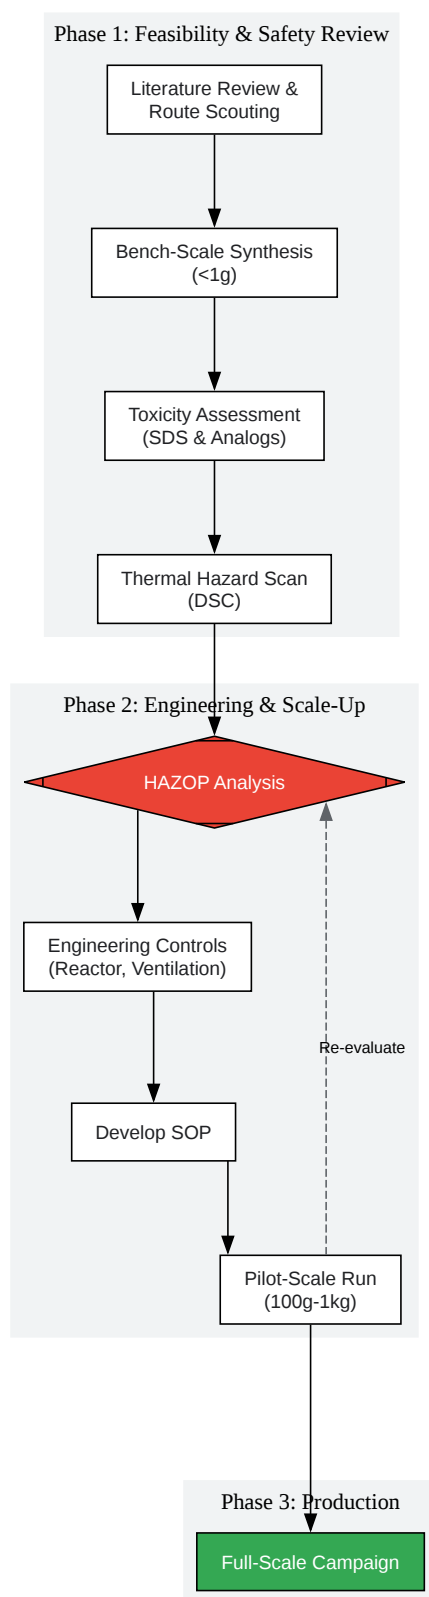 Phase 1: Feasibility & Safety Review
Literature Review &
Route Scouting
Bench-Scale Synthesis
(<1g)
Toxicity Assessment
(SDS & Analogs)
Thermal Hazard Scan
(DSC)
Phase 2: Engineering & Scale-Up
HAZOP Analysis
Engineering Controls
(Reactor, Ventilation)
Re-evaluate
Develop SOP
Pilot-Scale Run
(100g-1kg)
Phase 3: Production
Full-Scale Campaign